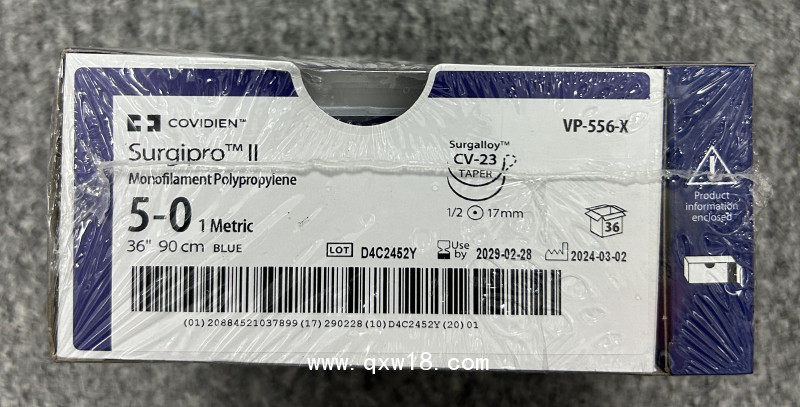 COVIDIEN™
VP-556-X
Surgipro™ II
Monofilament Polypropylene
5-0 1 Metric
36" 90 cm BLUE
Surgalloy™
CV-23
TAPER
1/2 17mm
36
LOT D4C2452Y
Use by 2029-02-28
2024-03-02
(01)20884521037899(17)290228(10)D4C2452Y(20)01
Product
information
enclosed
www.qxw18.com